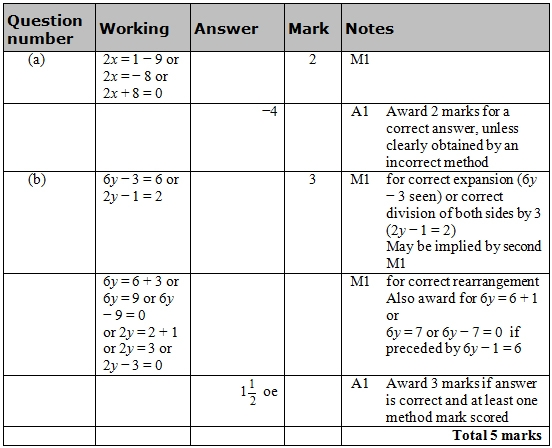 Question number Working Answer Mark Notes
(a) 2x = 1 − 9 or 2 M1
2x = − 8 or
2x + 8 = 0
−4 A1 Award 2 marks for a
correct answer, unless
clearly obtained by an
incorrect method
(b) 6y − 3 = 6 or 3 M1 for correct expansion (6y
2y − 1 = 2 − 3 seen) or correct
division of both sides by 3
(2y − 1 = 2)
May be implied by second
M1
6y = 6 + 3 or M1 for correct rearrangement
6y = 9 or 6y Also award for 6y = 6 + 1
− 9 = 0 or
or 2y = 2 + 1 6y = 7 or 6y − 7 = 0 if
or 2y = 3 or preceded by 6y − 1 = 6
2y − 3 = 0
1 1/2 oe A1 Award 3 marks if answer
is correct and at least one
method mark scored
Total 5 marks